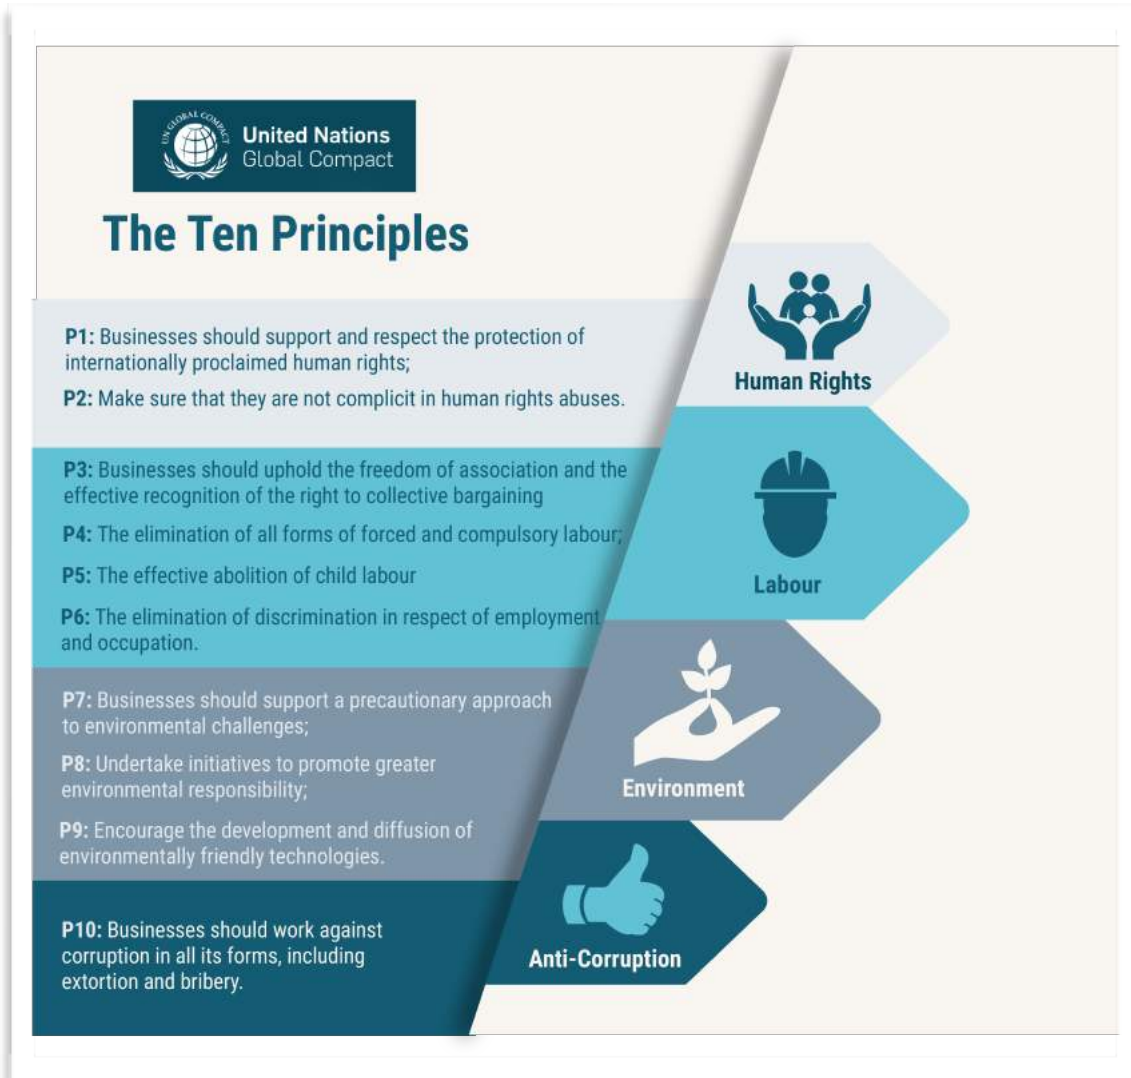 UN GLOBAL COMPACT
United Nations
Global Compact
The Ten Principles
P1: Businesses should support and respect the protection of
internationally proclaimed human rights;
P2: Make sure that they are not complicit in human rights abuses.
Human Rights
P3: Businesses should uphold the freedom of association and the
effective recognition of the right to collective bargaining
P4: The elimination of all forms of forced and compulsory labour;
P5: The effective abolition of child labour
P6: The elimination of discrimination in respect of employment
and occupation.
Labour
P7: Businesses should support a precautionary approach
to environmental challenges;
P8: Undertake initiatives to promote greater
environmental responsibility;
P9: Encourage the development and diffusion of
environmentally friendly technologies.
Environment
P10: Businesses should work against
corruption in all its forms, including
extortion and bribery.
Anti-Corruption